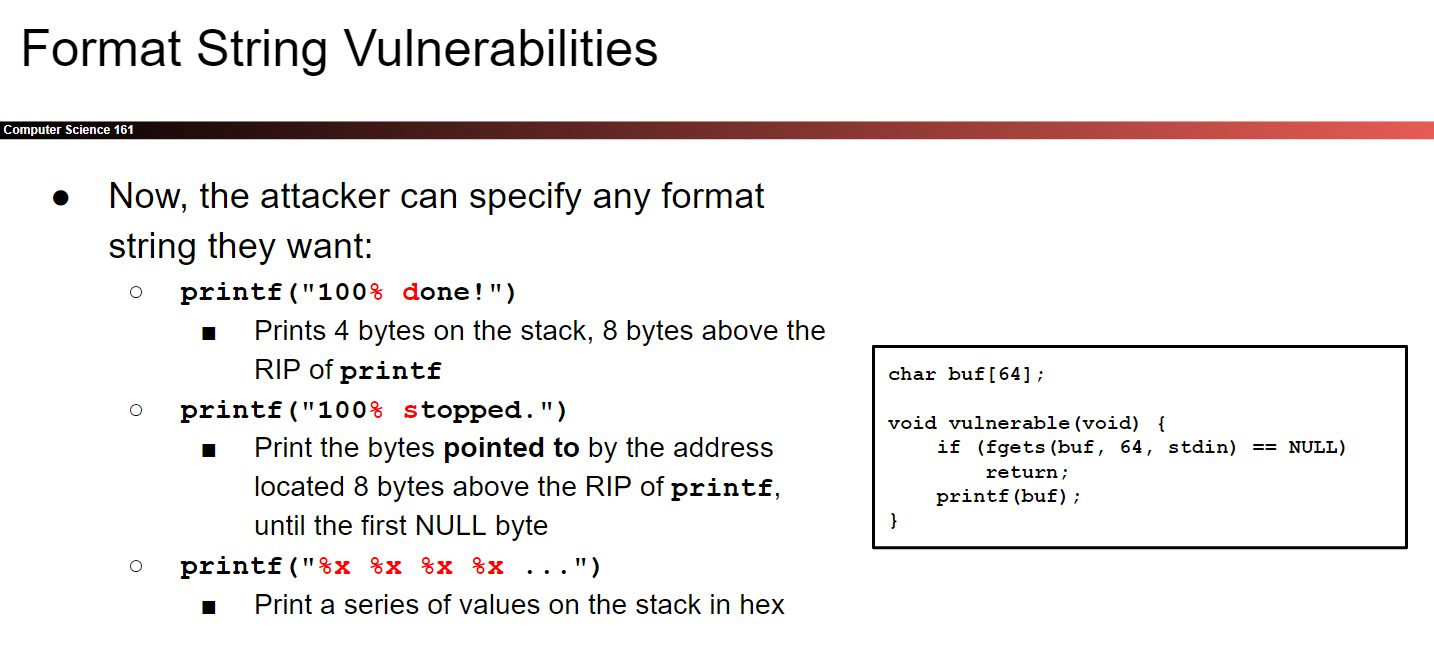 Format String Vulnerabilities
Computer Science 161
● Now, the attacker can specify any format
string they want:
○ printf("100% done!")
■ Prints 4 bytes on the stack, 8 bytes above the
RIP of printf
○ printf("100% stopped.")
■ Print the bytes pointed to by the address
located 8 bytes above the RIP of printf,
until the first NULL byte
○ printf("%x %x %x %x ...")
■ Print a series of values on the stack in hex
char buf[64];
void vulnerable(void) {
    if (fgets(buf, 64, stdin) == NULL)
        return;
    printf(buf);
}